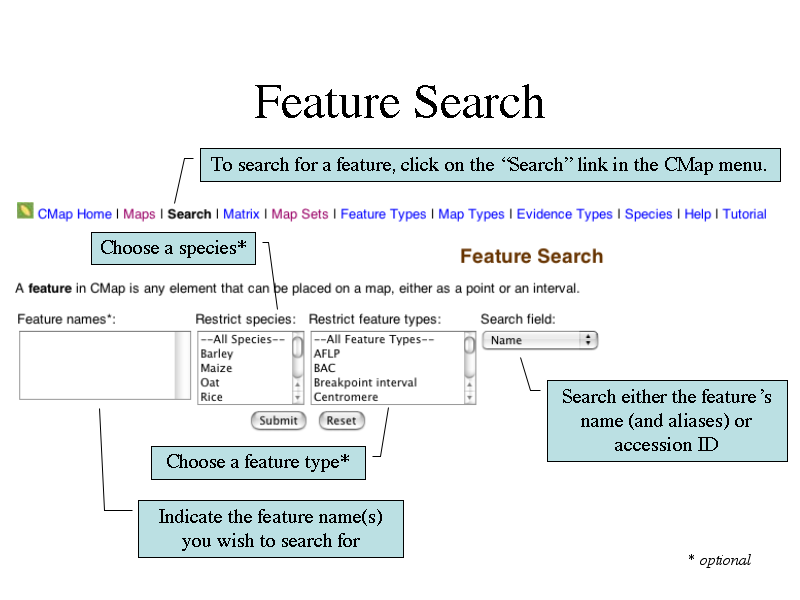 Feature Search
To search for a feature, click on the “Search” link in the CMap menu.
CMap Home | Maps | Search | Matrix | Map Sets | Feature Types | Map Types | Evidence Types | Species | Help | Tutorial
Choose a species*
Feature Search
A feature in CMap is any element that can be placed on a map, either as a point or an interval.
Feature names*: Restrict species: Restrict feature types: Search field:
--All Species--
Barley
Maize
Oat
Rice
--All Feature Types--
AFLP
BAC
Breakpoint interval
Centromere
Name
Submit Reset
Search either the feature’s
name (and aliases) or
accession ID
Choose a feature type*
Indicate the feature name(s)
you wish to search for
* optional